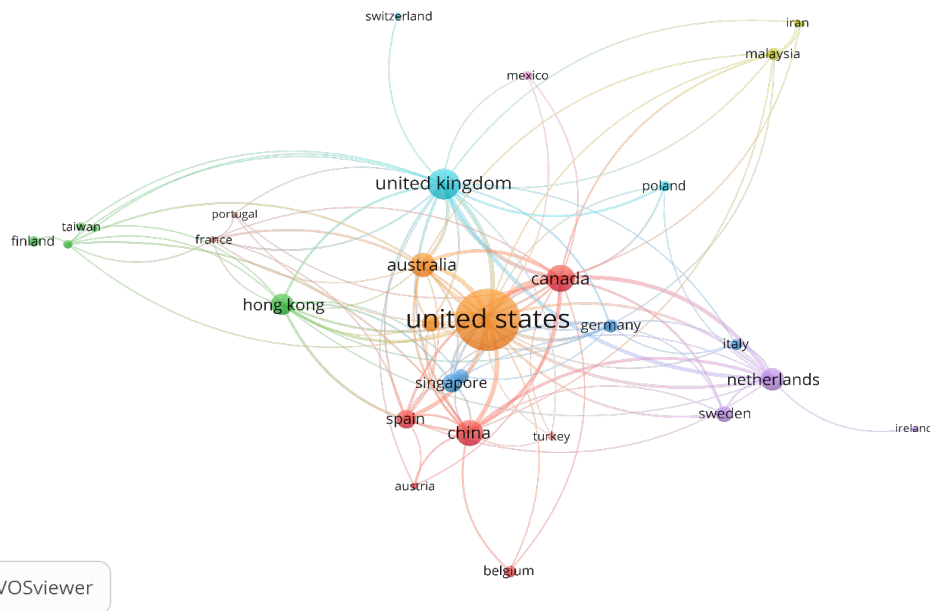 switzerland
iran
malaysia
mexico
united kingdom
poland
portugal
taiwan
finland
france
australia
canada
hong kong
united states
germany
italy
singapore
netherlands
sweden
spain
china
turkey
ireland
austria
belgium
VOSviewer